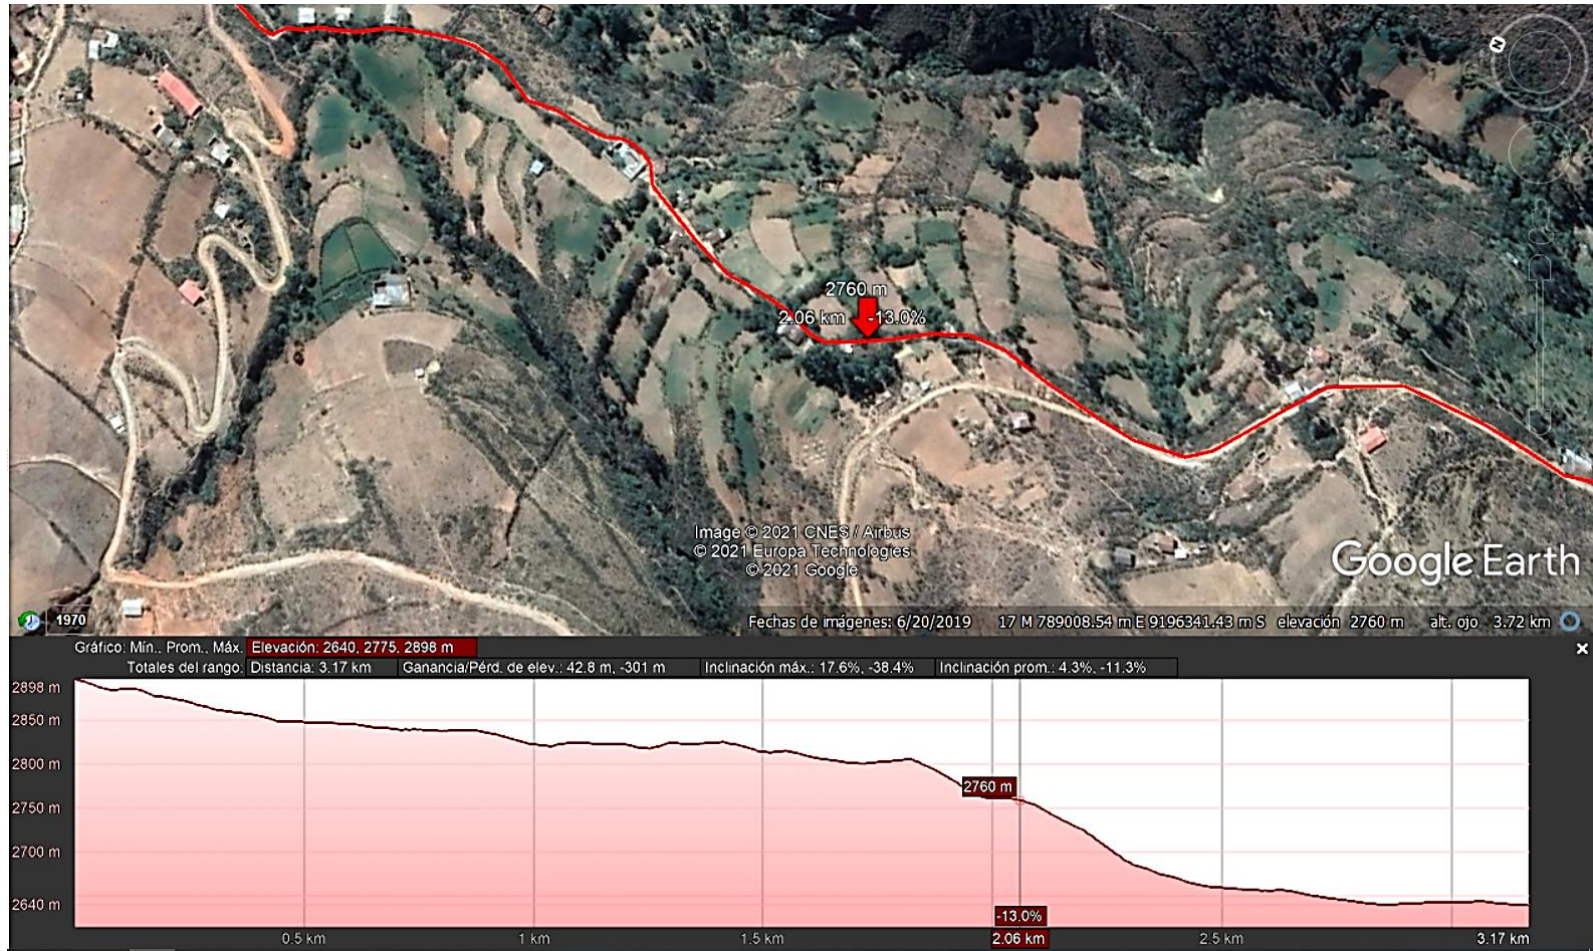 N
2760 m
2.06 km -13.0%
Image © 2021 CNES / Airbus
© 2021 Europa Technologies
© 2021 Google
Google Earth
1970
Fechas de imágenes: 6/20/2019 17 M 789008.54 m E 9196341.43 m S elevación 2760 m alt. ojo 3.72 km
Gráfico: Mín.. Prom., Máx. Elevación: 2640, 2775, 2898 m
Totales del rango: Distancia: 3.17 km Ganancia/Pérd. de elev.: 42.8 m, -301 m Inclinación máx.: 17.6%, -38.4% Inclinación prom.: 4.3%, -11.3%
2898 m
2850 m
2800 m
2760 m
2750 m
2700 m
2640 m
-13.0%
0.5 km 1 km 1.5 km 2.06 km 2.5 km 3.17 km